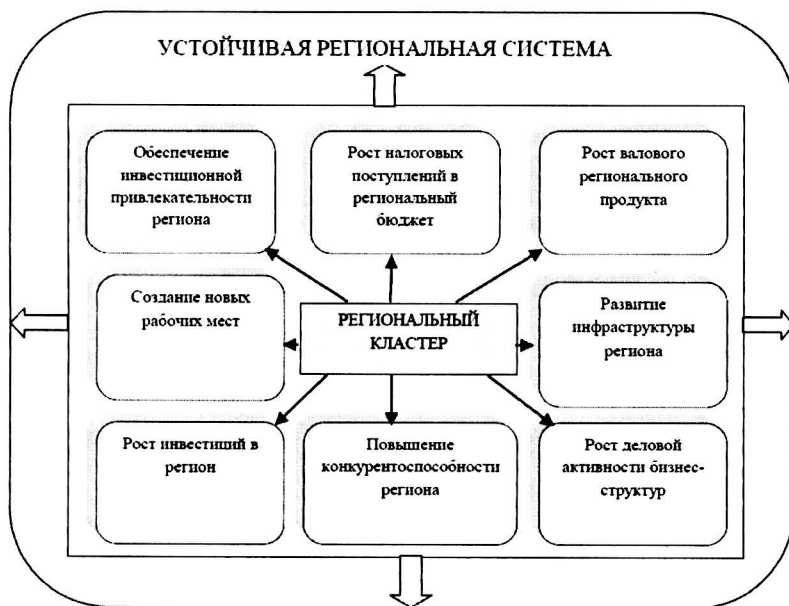 УСТОЙЧИВАЯ РЕГИОНАЛЬНАЯ СИСТЕМА
Обеспечение
инвестиционной
привлекательности
региона
Рост налоговых
поступлений в
региональный
бюджет
Рост валового
регионального
продукта
Создание новых
рабочих мест
РЕГИОНАЛЬНЫЙ
КЛАСТЕР
Развитие
инфраструктуры
региона
Рост инвестиций в
регион
Повышение
конкурентоспособности
региона
Рост деловой
активности бизнес-
структур